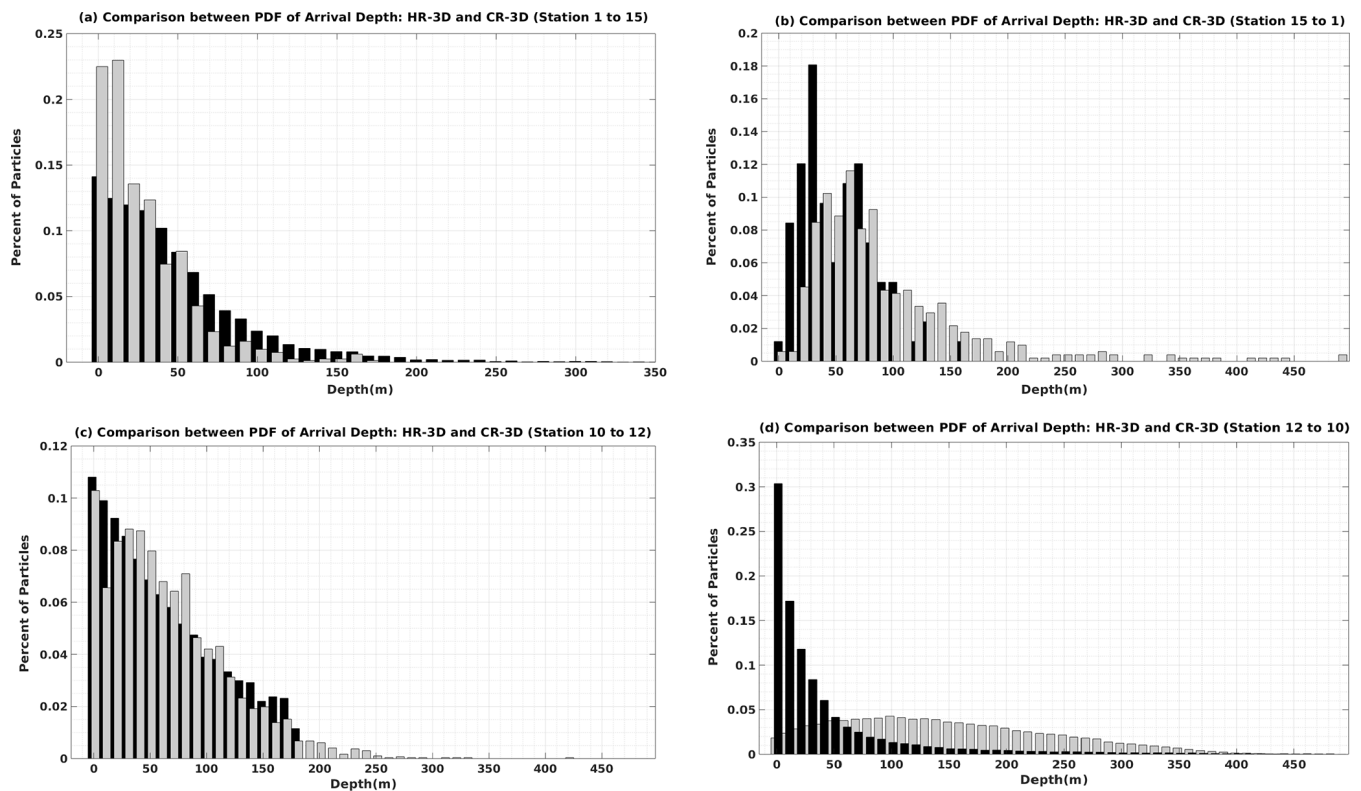 (a) Comparison between PDF of Arrival Depth: HR-3D and CR-3D (Station 1 to 15)
0.25
0.2
0.15
0.1
0.05
0
Percent of Particles
0 50 100 150 200 250 300 350
Depth(m)
(b) Comparison between PDF of Arrival Depth: HR-3D and CR-3D (Station 15 to 1)
0.2
0.18
0.16
0.14
0.12
0.1
0.08
0.06
0.04
0.02
0
Percent of Particles
0 50 100 150 200 250 300 350 400 450
Depth(m)
(c) Comparison between PDF of Arrival Depth: HR-3D and CR-3D (Station 10 to 12)
0.12
0.1
0.08
0.06
0.04
0.02
0
Percent of Particles
0 50 100 150 200 250 300 350 400 450
Depth(m)
(d) Comparison between PDF of Arrival Depth: HR-3D and CR-3D (Station 12 to 10)
0.35
0.3
0.25
0.2
0.15
0.1
0.05
0
Percent of Particles
0 50 100 150 200 250 300 350 400 450
Depth(m)